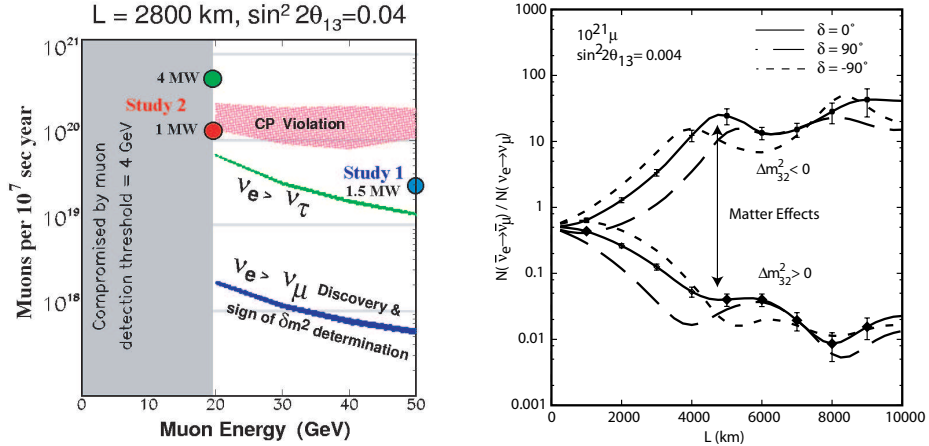 L = 2800 km, sin² 2θ₁₃=0.04
Muons per 10⁷ sec year
10²¹
10²⁰
10¹⁹
10¹⁸
Compromised by muon
detection threshold = 4 GeV
4 MW
Study 2
1 MW
CP Violation
Study 1
1.5 MW
νe > ντ
νe > νμ Discovery &
sign of δm2 determination
0 10 20 30 40 50
Muon Energy (GeV)
N(ν̄e→ν̄μ) / N(νe→νμ)
100
10
1
0.1
0.01
0.001
10²¹μ
sin²2θ₁₃= 0.004
δ = 0°
δ = 90°
δ = -90°
Δm²₃₂< 0
Matter Effects
Δm²₃₂> 0
0 2000 4000 6000 8000 10000
L (km)